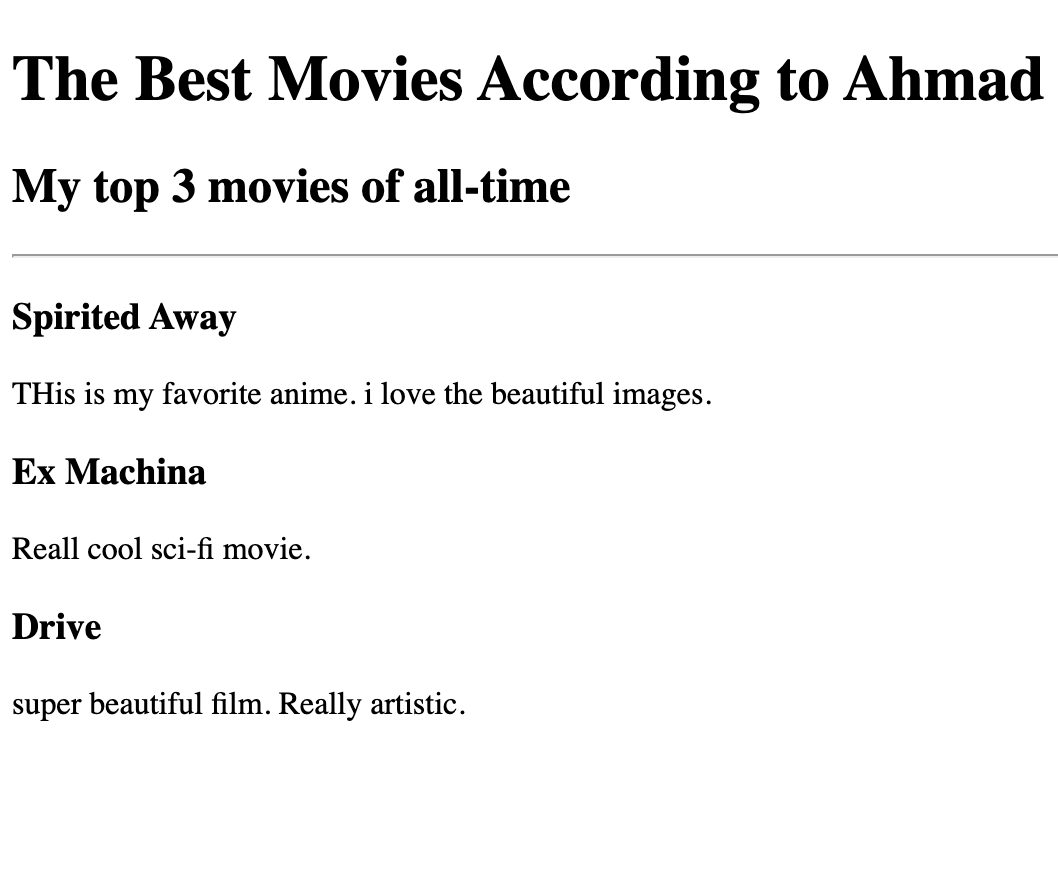 The Best Movies According to Ahmad
My top 3 movies of all-time
Spirited Away
THis is my favorite anime. i love the beautiful images.
Ex Machina
Reall cool sci-fi movie.
Drive
super beautiful film. Really artistic.